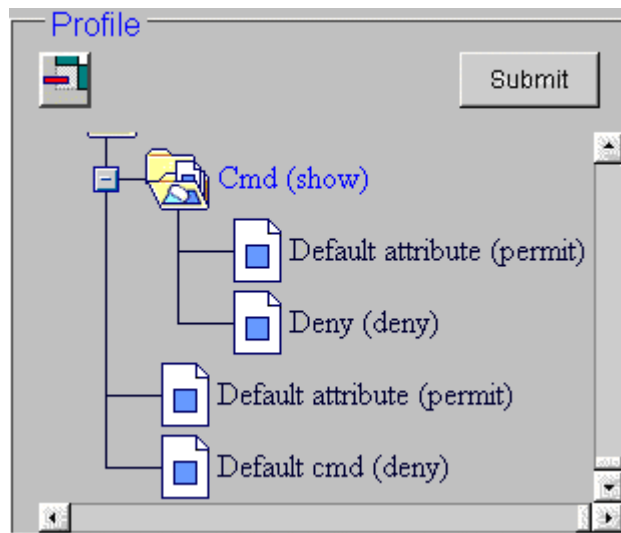 Profile
Submit
Cmd (show)
Default attribute (permit)
Deny (deny)
Default attribute (permit)
Default cmd (deny)